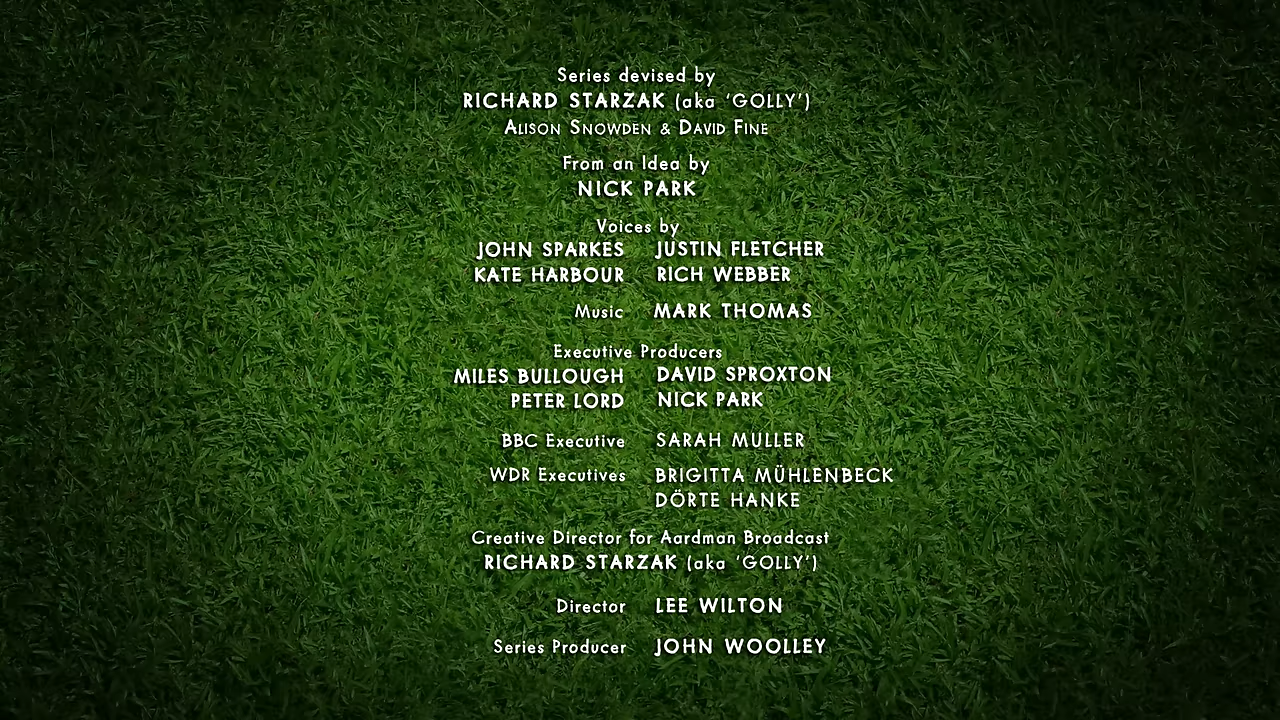 Series devised by
RICHARD STARZAK (aka ‘GOLLY’)
ALISON SNOWDEN & DAVID FINE
From an Idea by
NICK PARK
Voices by
JOHN SPARKES JUSTIN FLETCHER
KATE HARBOUR RICH WEBBER
Music MARK THOMAS
Executive Producers
MILES BULLOUGH DAVID SPROXTON
PETER LORD NICK PARK
BBC Executive SARAH MULLER
WDR Executives BRIGITTA MÜHLENBECK
DÖRTE HANKE
Creative Director for Aardman Broadcast
RICHARD STARZAK (aka ‘GOLLY’)
Director LEE WILTON
Series Producer JOHN WOOLLEY